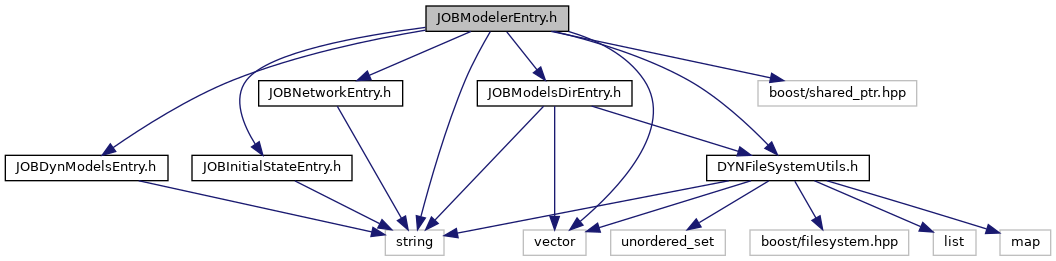 JOBModelerEntry.h
JOBNetworkEntry.h
JOBModelsDirEntry.h
boost/shared_ptr.hpp
JOBDynModelsEntry.h
JOBInitialStateEntry.h
DYNFileSystemUtils.h
string
vector
unordered_set
boost/filesystem.hpp
list
map